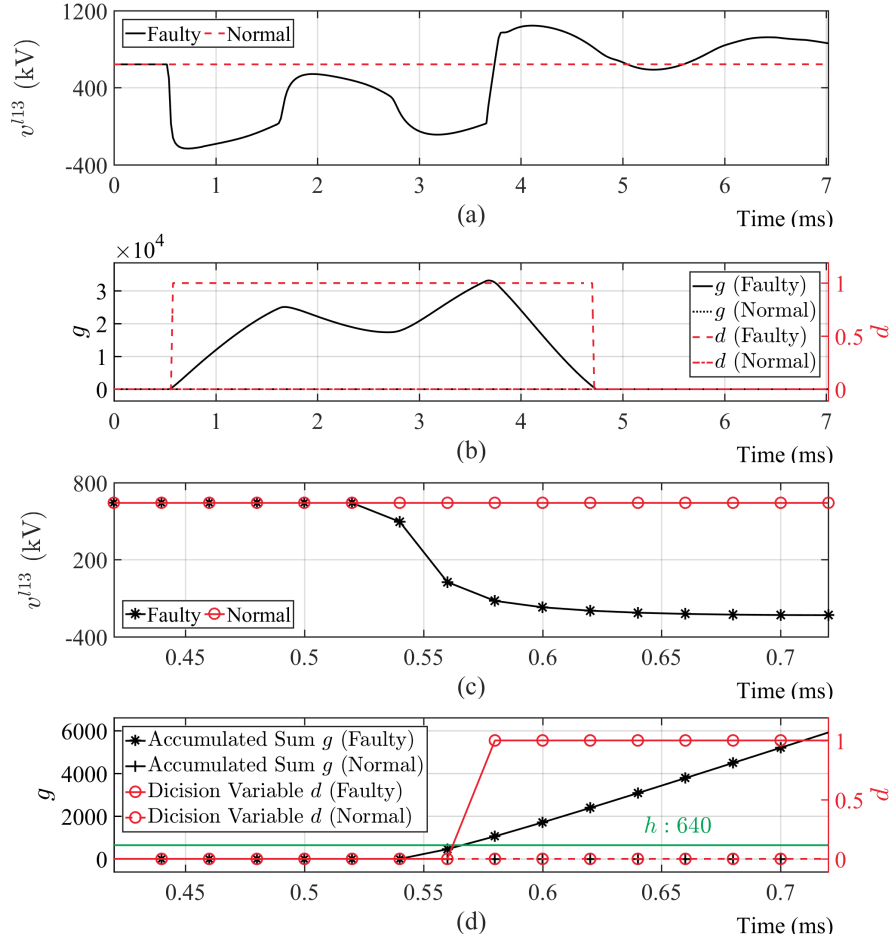 1200
400
-400
v^{l13} (kV)
Faulty Normal
0 1 2 3 4 5 6 7
(a)
Time (ms)
×10^4
3
2
1
0
g
g (Faulty)
g (Normal)
d (Faulty)
d (Normal)
1
0.5
0
d
0 1 2 3 4 5 6 7
(b)
Time (ms)
800
200
-400
v^{l13} (kV)
Faulty Normal
0.45 0.5 0.55 0.6 0.65 0.7
(c)
Time (ms)
6000
4000
2000
0
g
Accumulated Sum g (Faulty)
Accumulated Sum g (Normal)
Dicision Variable d (Faulty)
Dicision Variable d (Normal)
h : 640
1
0.5
0
d
0.45 0.5 0.55 0.6 0.65 0.7
(d)
Time (ms)